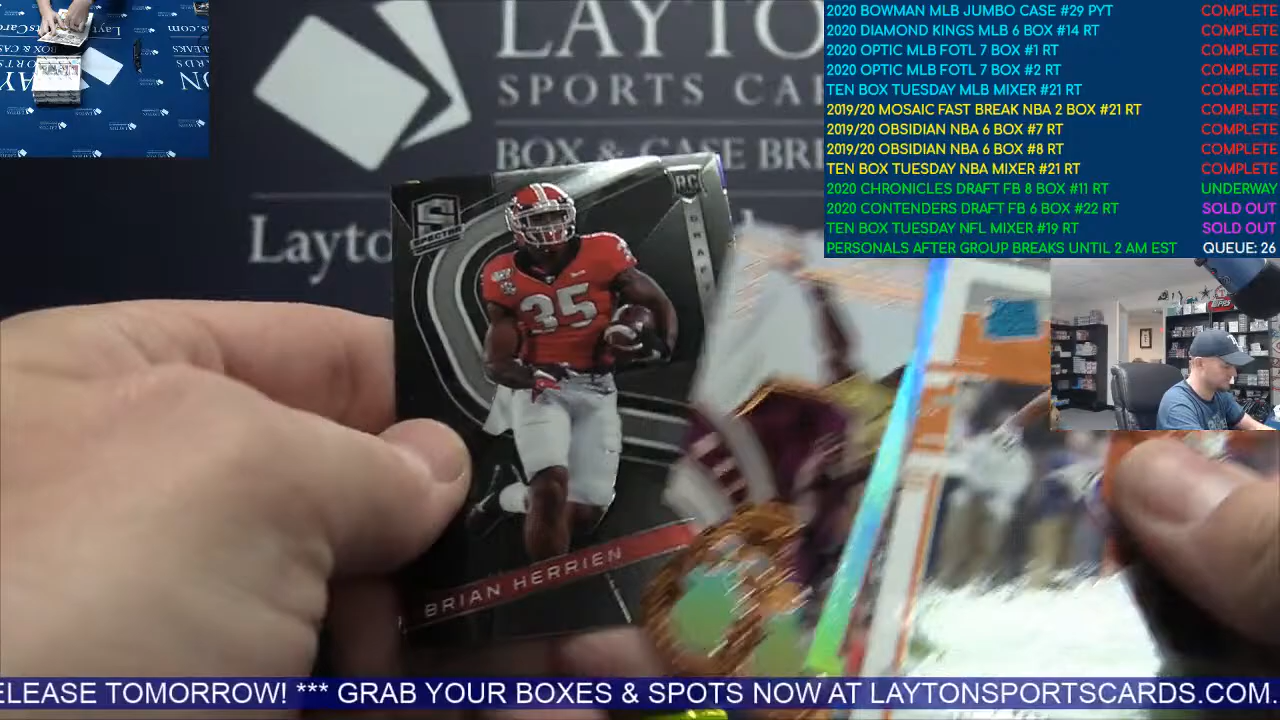 LAYTO
SPORTS CA
BOX & CASE BRE
Layto
2020 BOWMAN MLB JUMBO CASE #29 PYT COMPLETE
2020 DIAMOND KINGS MLB 6 BOX #14 RT COMPLETE
2020 OPTIC MLB FOTL 7 BOX #1 RT COMPLETE
2020 OPTIC MLB FOTL 7 BOX #2 RT COMPLETE
TEN BOX TUESDAY MLB MIXER #21 RT COMPLETE
2019/20 MOSAIC FAST BREAK NBA 2 BOX #21 RT COMPLETE
2019/20 OBSIDIAN NBA 6 BOX #7 RT COMPLETE
2019/20 OBSIDIAN NBA 6 BOX #8 RT COMPLETE
TEN BOX TUESDAY NBA MIXER #21 RT COMPLETE
2020 CHRONICLES DRAFT FB 8 BOX #11 RT UNDERWAY
2020 CONTENDERS DRAFT FB 6 BOX #22 RT SOLD OUT
TEN BOX TUESDAY NFL MIXER #19 RT SOLD OUT
PERSONALS AFTER GROUP BREAKS UNTIL 2 AM EST QUEUE: 26
S
SPECTRA
RC
DRAF
35
BRIAN HERRIEN
ELEASE TOMORROW! *** GRAB YOUR BOXES & SPOTS NOW AT LAYTONSPORTSCARDS.COM.